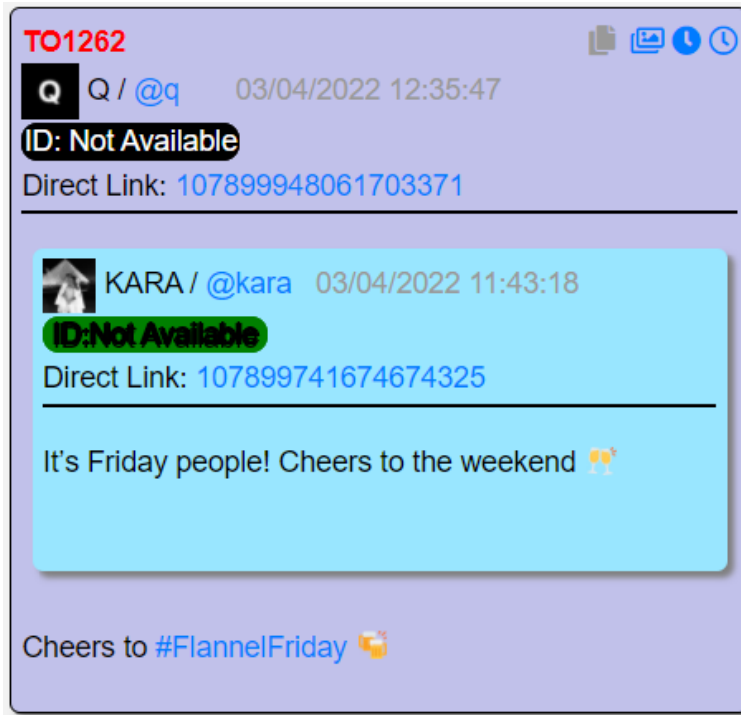 TO1262
Q Q / @q 03/04/2022 12:35:47
ID: Not Available
Direct Link: 107899948061703371
KARA / @kara 03/04/2022 11:43:18
ID:Not Available
Direct Link: 107899741674674325
It’s Friday people! Cheers to the weekend 🥂
Cheers to #FlannelFriday 🍻